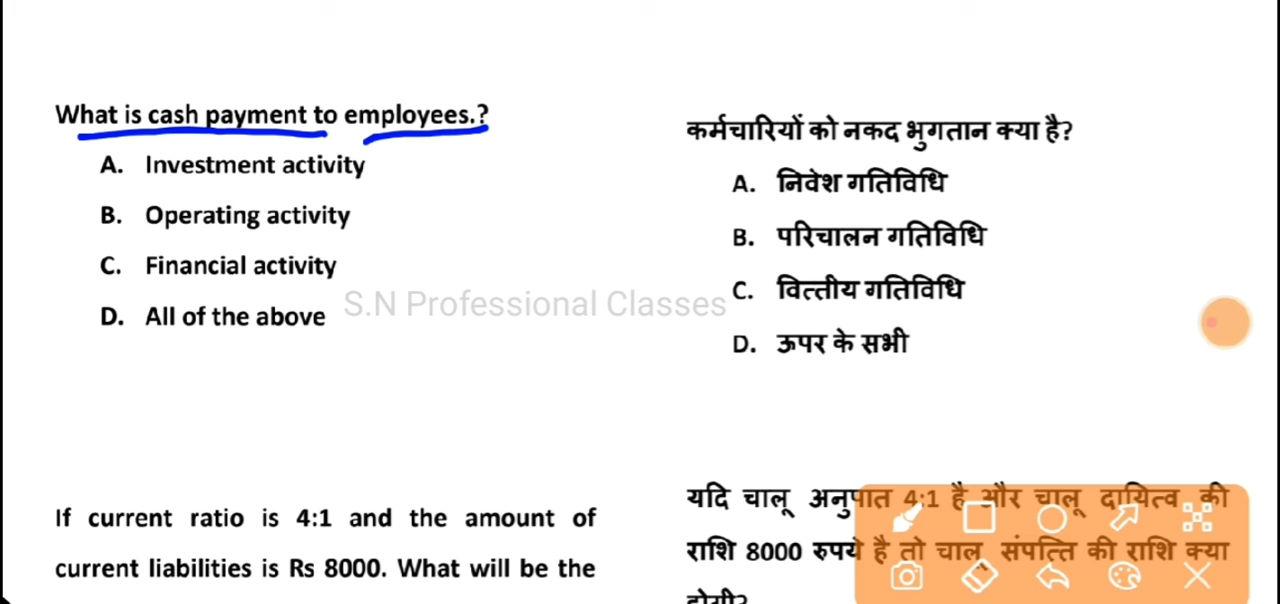 What is cash payment to employees.?
A. Investment activity
B. Operating activity
C. Financial activity
D. All of the above
S.N Professional Classes
If current ratio is 4:1 and the amount of
current liabilities is Rs 8000. What will be the
कर्मचारियों को नकद भुगतान क्या है?
A. निवेश गतिविधि
B. परिचालन गतिविधि
C. वित्तीय गतिविधि
D. ऊपर के सभी
यदि चालू अनुपात 4:1 है और चालू दायित्व की
राशि 8000 रुपये है तो चालू संपत्ति की राशि क्या